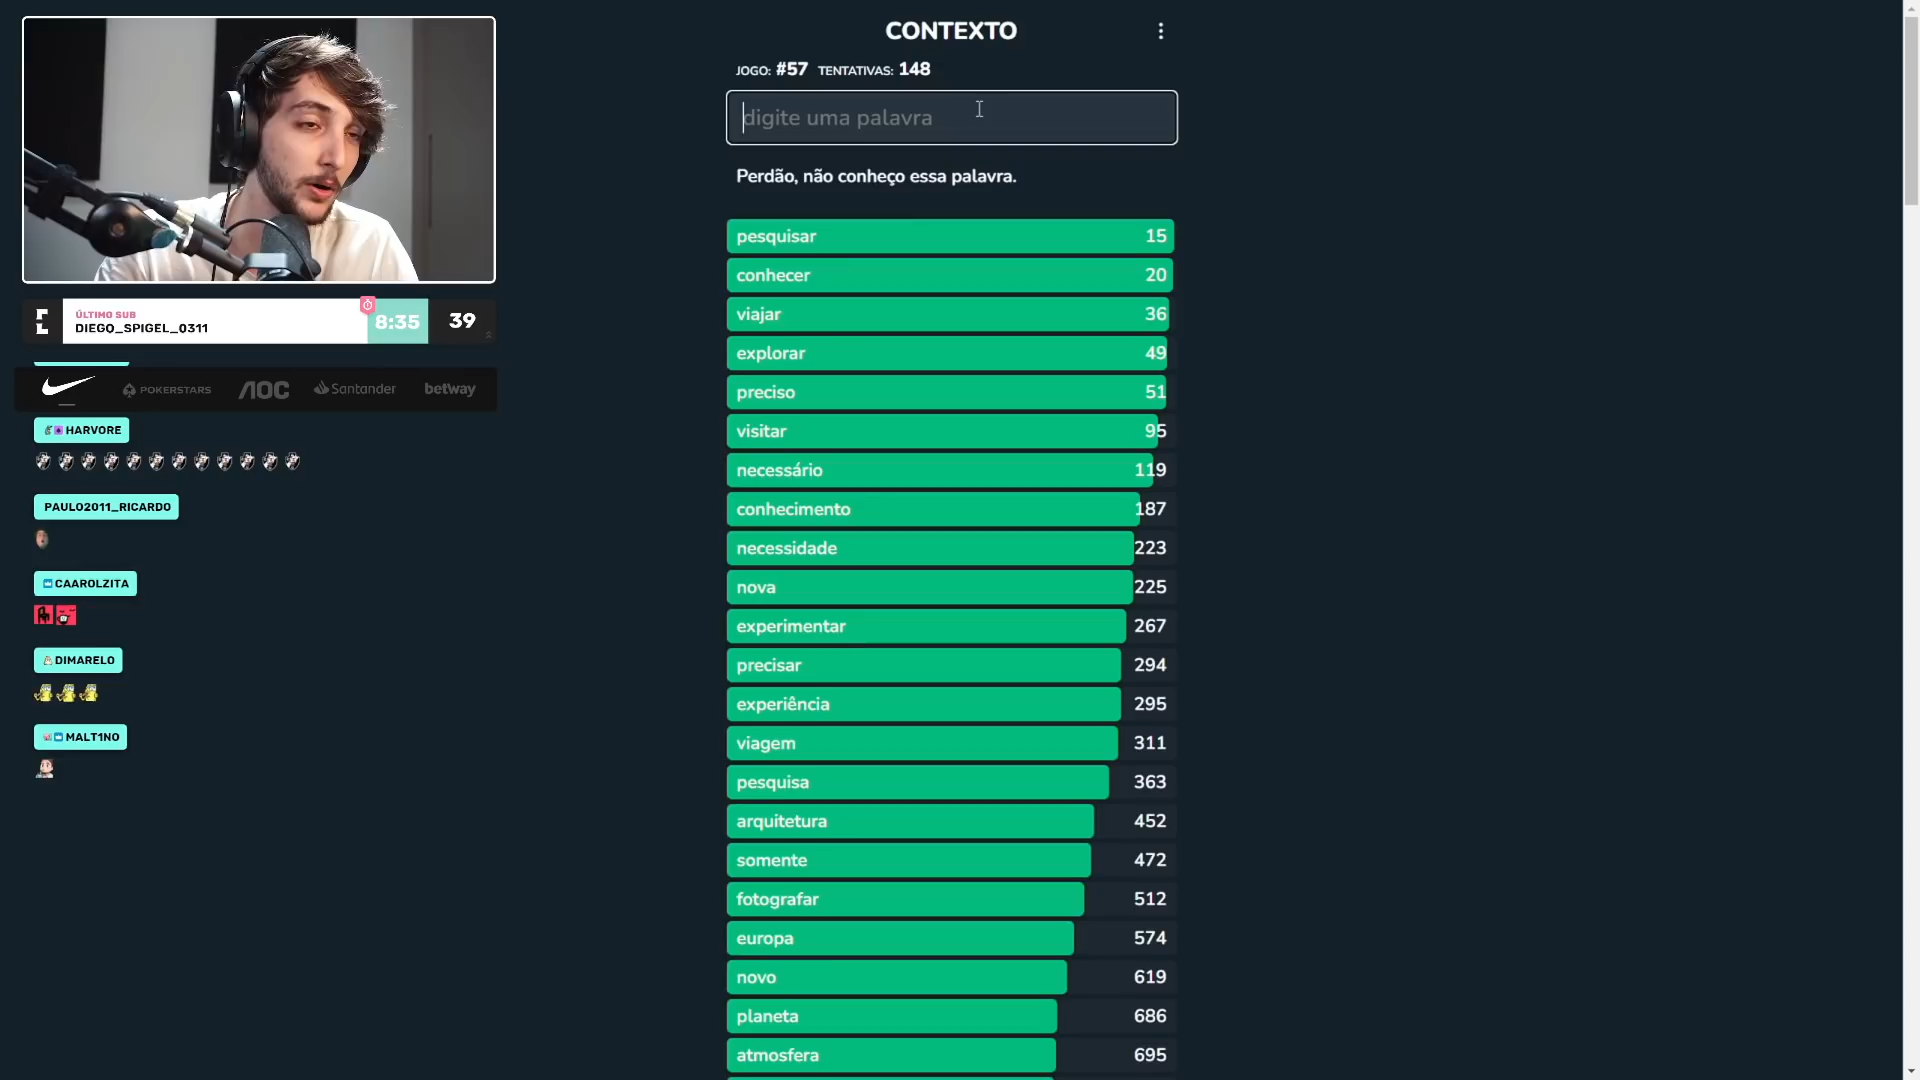 CONTEXTO
JOGO: #57 TENTATIVAS: 148
digite uma palavra
Perdão, não conheço essa palavra.
pesquisar 15
conhecer 20
viajar 36
explorar 49
preciso 51
visitar 95
necessário 119
conhecimento 187
necessidade 223
nova 225
experimentar 267
precisar 294
experiência 295
viagem 311
pesquisa 363
arquitetura 452
somente 472
fotografar 512
europa 574
novo 619
planeta 686
atmosfera 695
ÚLTIMO SUB
DIEGO_SPIGEL_0311
8:35
39
POKERSTARS
AOC
Santander
betway
HARVORE
PAULO2011_RICARDO
CAAROLZITA
DIMARELO
MALT1NO